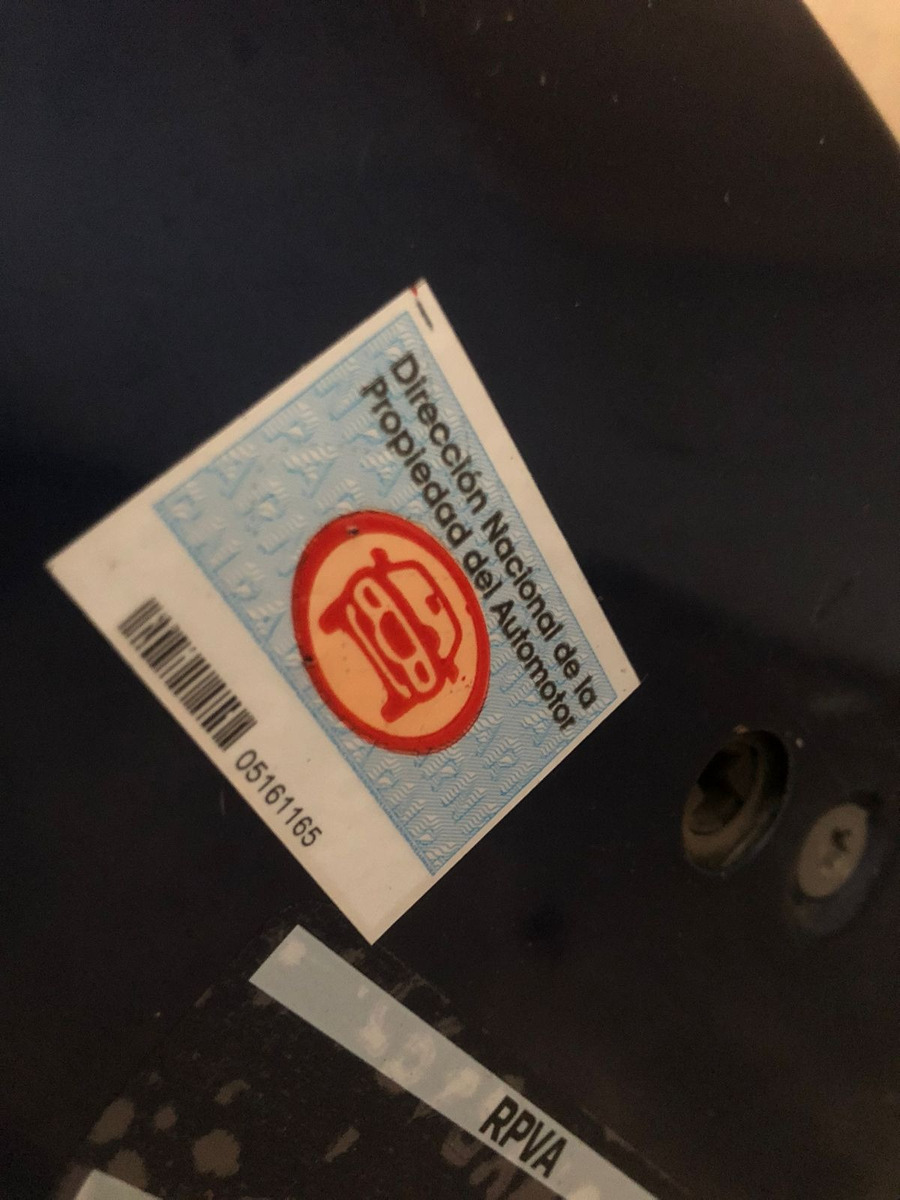 Dirección Nacional de la
Propiedad del Automotor
05161165
RPVA